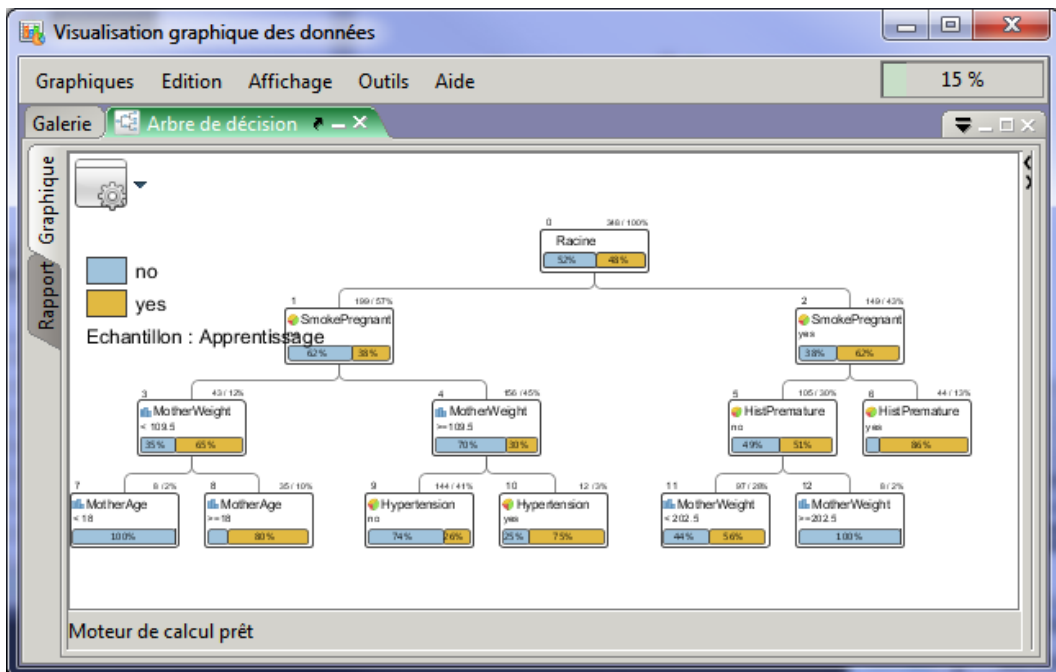 Visualisation graphique des données
Graphiques Edition Affichage Outils Aide 15 %
Galerie Arbre de décision
Graphique
Rapport
no
yes
Echantillon : Apprentissage
0 348 / 100%
Racine
52% 48%
1 199 / 57%
SmokePregnant
62% 38%
2 149 / 43%
SmokePregnant
yes
38% 62%
3 43 / 12%
MotherWeight
< 109.5
35% 65%
4 156 / 45%
MotherWeight
>=109.5
70% 30%
5 105 / 30%
HistPremature
no
49% 51%
6 44 / 13%
HistPremature
yes
86%
7 8 / 2%
MotherAge
< 18
100%
8 35 / 10%
MotherAge
>=18
80%
9 144 / 41%
Hypertension
no
74% 26%
10 12 / 3%
Hypertension
yes
25% 75%
11 97 / 28%
MotherWeight
< 202.5
44% 56%
12 8 / 2%
MotherWeight
>=202.5
100%
Moteur de calcul prêt